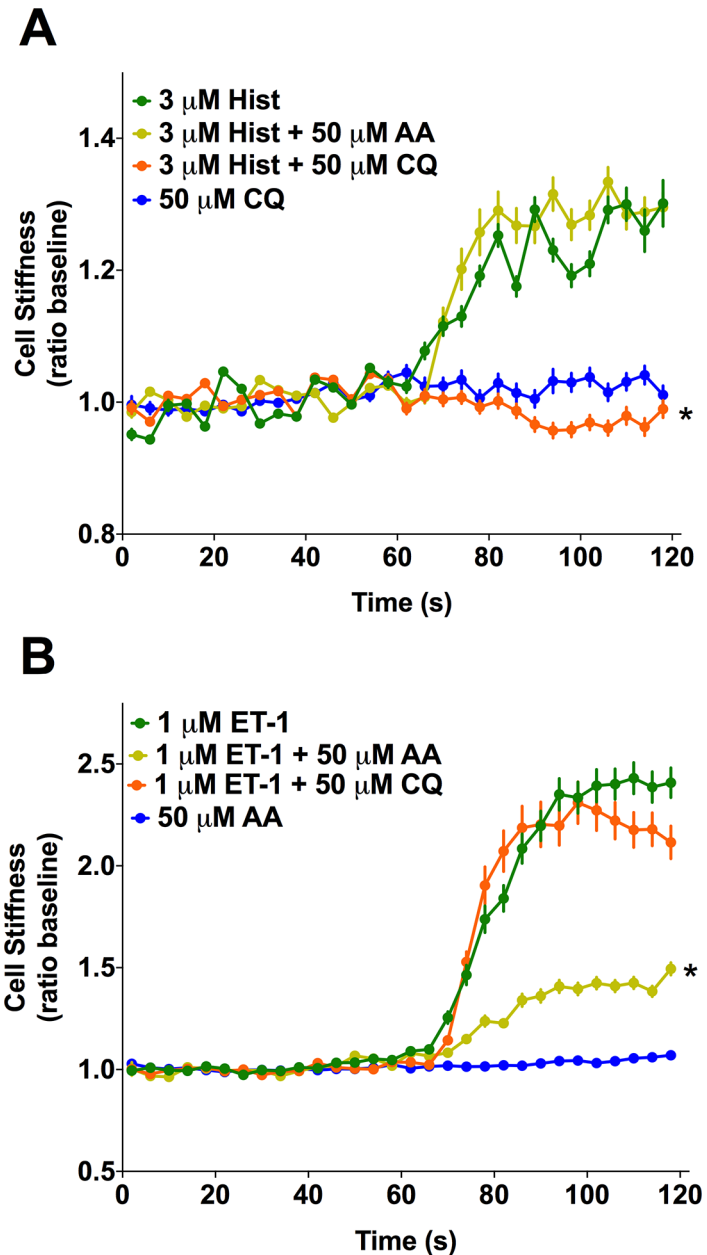 A
3 μM Hist
3 μM Hist + 50 μM AA
3 μM Hist + 50 μM CQ
50 μM CQ
Cell Stiffness
(ratio baseline)
1.4
1.2
1.0
0.8
*
0 20 40 60 80 100 120
Time (s)
B
1 μM ET-1
1 μM ET-1 + 50 μM AA
1 μM ET-1 + 50 μM CQ
50 μM AA
Cell Stiffness
(ratio baseline)
2.5
2.0
1.5
1.0
0.5
*
0 20 40 60 80 100 120
Time (s)